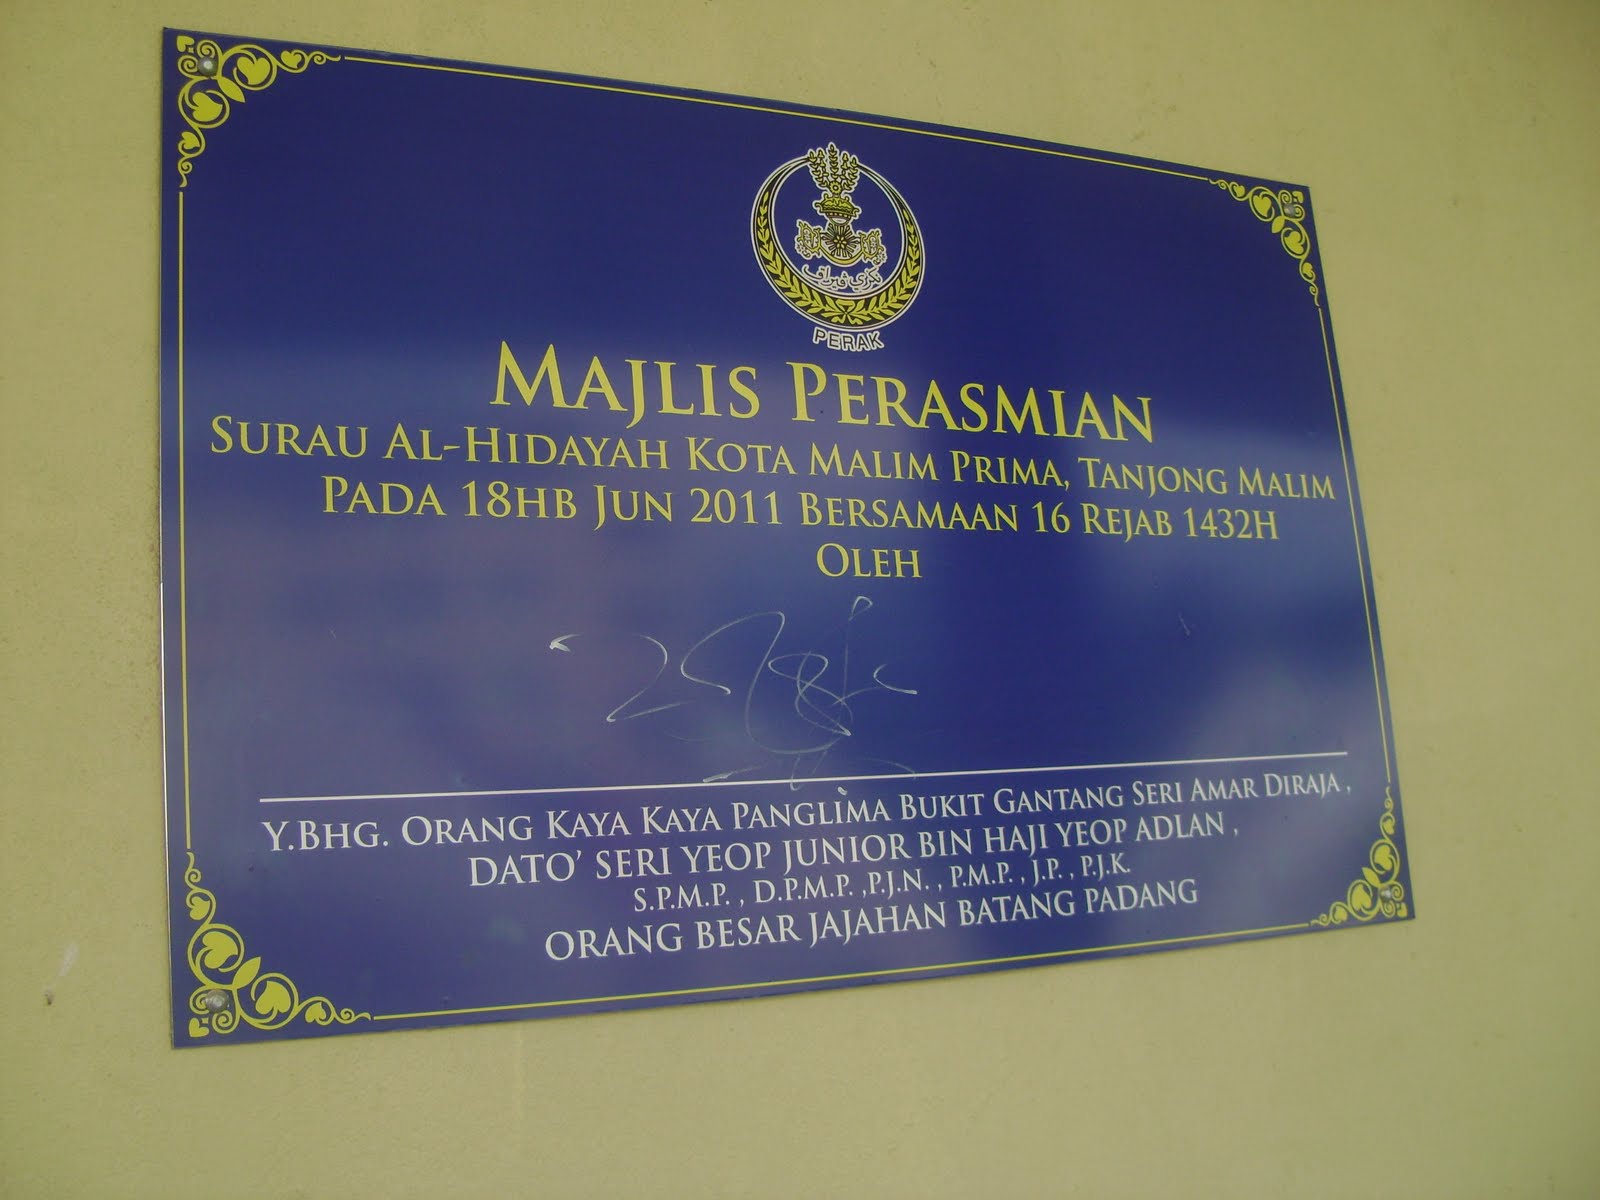 نݢري ڤيراق
PERAK
MAJLIS PERASMIAN
SURAU AL-HIDAYAH KOTA MALIM PRIMA, TANJONG MALIM
PADA 18HB JUN 2011 BERSAMAAN 16 REJAB 1432H
OLEH
Y.BHG. ORANG KAYA KAYA PANGLIMA BUKIT GANTANG SERI AMAR DIRAJA ,
DATO' SERI YEOP JUNIOR BIN HAJI YEOP ADLAN ,
S.P.M.P. , D.P.M.P. ,P.J.N. , P.M.P. , J.P. , P.J.K.
ORANG BESAR JAJAHAN BATANG PADANG